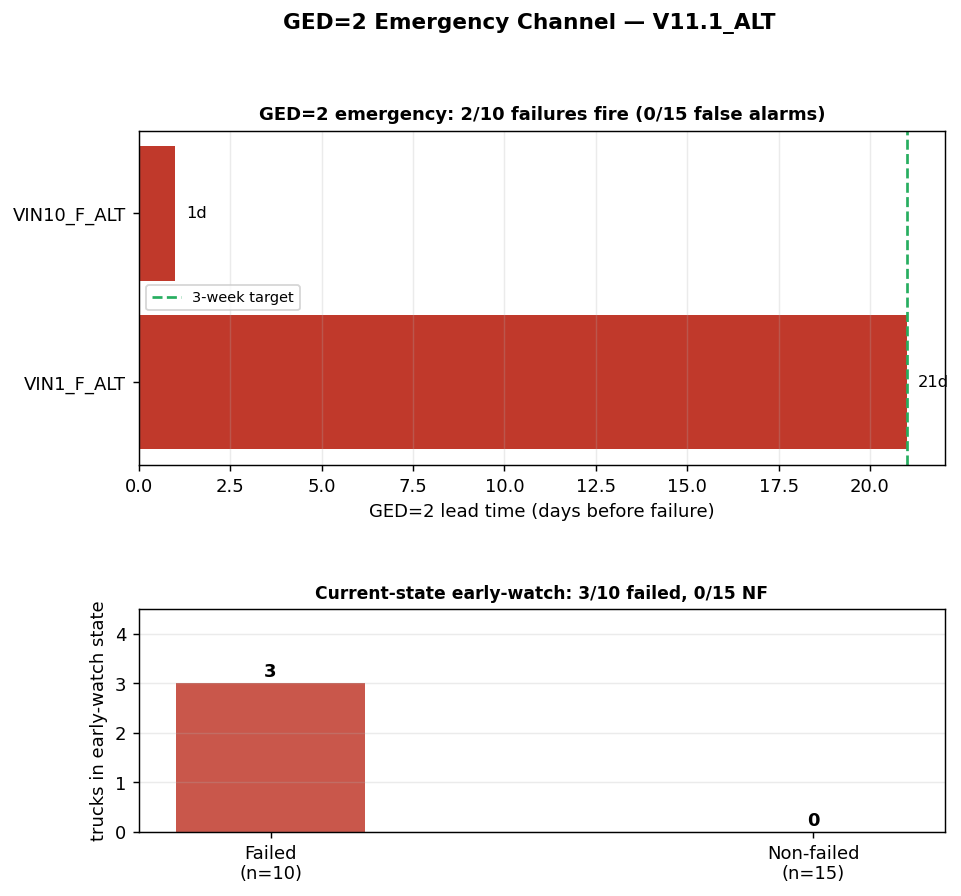 GED=2 Emergency Channel — V11.1_ALT
GED=2 emergency: 2/10 failures fire (0/15 false alarms)
VIN10_F_ALT
1d
3-week target
VIN1_F_ALT
21d
0.0 2.5 5.0 7.5 10.0 12.5 15.0 17.5 20.0
GED=2 lead time (days before failure)
Current-state early-watch: 3/10 failed, 0/15 NF
trucks in early-watch state
4
3
2
1
0
3
0
Failed
(n=10)
Non-failed
(n=15)